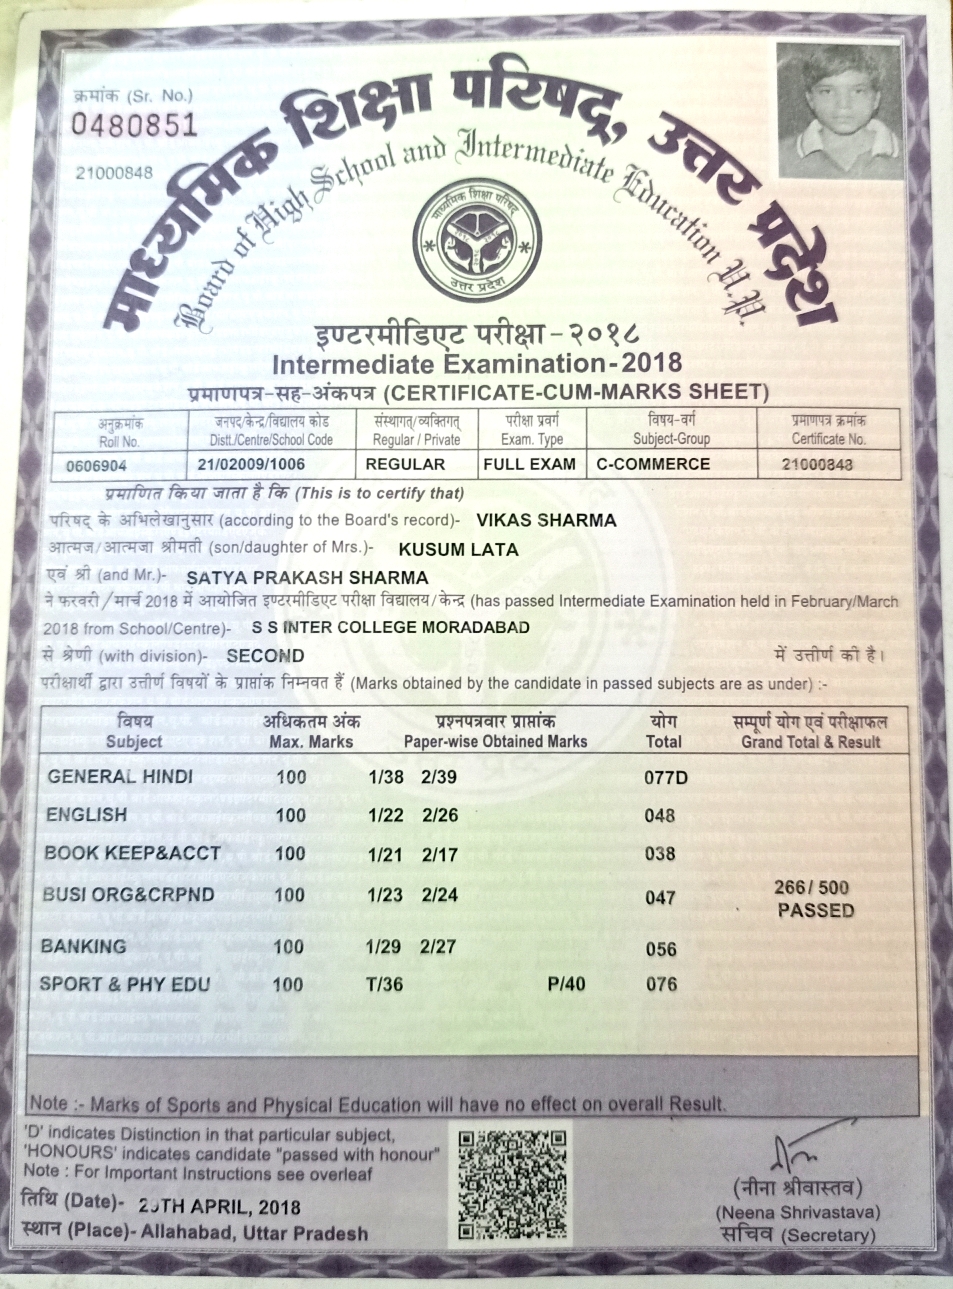 क्रमांक (Sr. No.)
0480851
21000848
माध्यमिक शिक्षा परिषद्, उत्तर प्रदेश
Board of High School and Intermediate Education U.P.
माध्यमिक शिक्षा परिषद्
उत्तर प्रदेश
इण्टरमीडिएट परीक्षा-२०१८
Intermediate Examination-2018
प्रमाणपत्र-सह-अंकपत्र (CERTIFICATE-CUM-MARKS SHEET)
अनुक्रमांक जनपद/केन्द्र/विद्यालय कोड संस्थागत/व्यक्तिगत परीक्षा प्रवर्ग विषय-वर्ग प्रमाणपत्र क्रमांक
Roll No. Distt./Centre/School Code Regular / Private Exam. Type Subject-Group Certificate No.
0606904 21/02009/1006 REGULAR FULL EXAM C-COMMERCE 21000848
प्रमाणित किया जाता है कि (This is to certify that)
परिषद् के अभिलेखानुसार (according to the Board's record)- VIKAS SHARMA
आत्मज/आत्मजा श्रीमती (son/daughter of Mrs.)- KUSUM LATA
एवं श्री (and Mr.)- SATYA PRAKASH SHARMA
ने फरवरी/मार्च 2018 में आयोजित इण्टरमीडिएट परीक्षा विद्यालय/केन्द्र (has passed Intermediate Examination held in February/March
2018 from School/Centre)- S S INTER COLLEGE MORADABAD
से श्रेणी (with division)- SECOND में उत्तीर्ण की है।
परीक्षार्थी द्वारा उत्तीर्ण विषयों के प्राप्तांक निम्नवत हैं (Marks obtained by the candidate in passed subjects are as under) :-
विषय अधिकतम अंक प्रश्नपत्रवार प्राप्तांक योग सम्पूर्ण योग एवं परीक्षाफल
Subject Max. Marks Paper-wise Obtained Marks Total Grand Total & Result
GENERAL HINDI 100 1/38 2/39 077D
ENGLISH 100 1/22 2/26 048
BOOK KEEP&ACCT 100 1/21 2/17 038
BUSI ORG&CRPND 100 1/23 2/24 047 266/ 500
PASSED
BANKING 100 1/29 2/27 056
SPORT & PHY EDU 100 T/36 P/40 076
Note :- Marks of Sports and Physical Education will have no effect on overall Result.
'D' indicates Distinction in that particular subject,
'HONOURS' indicates candidate "passed with honour"
Note : For Important Instructions see overleaf
तिथि (Date)- APRIL, 2018
स्थान (Place)- Allahabad, Uttar Pradesh
(नीना श्रीवास्तव)
(Neena Shrivastava)
सचिव (Secretary)